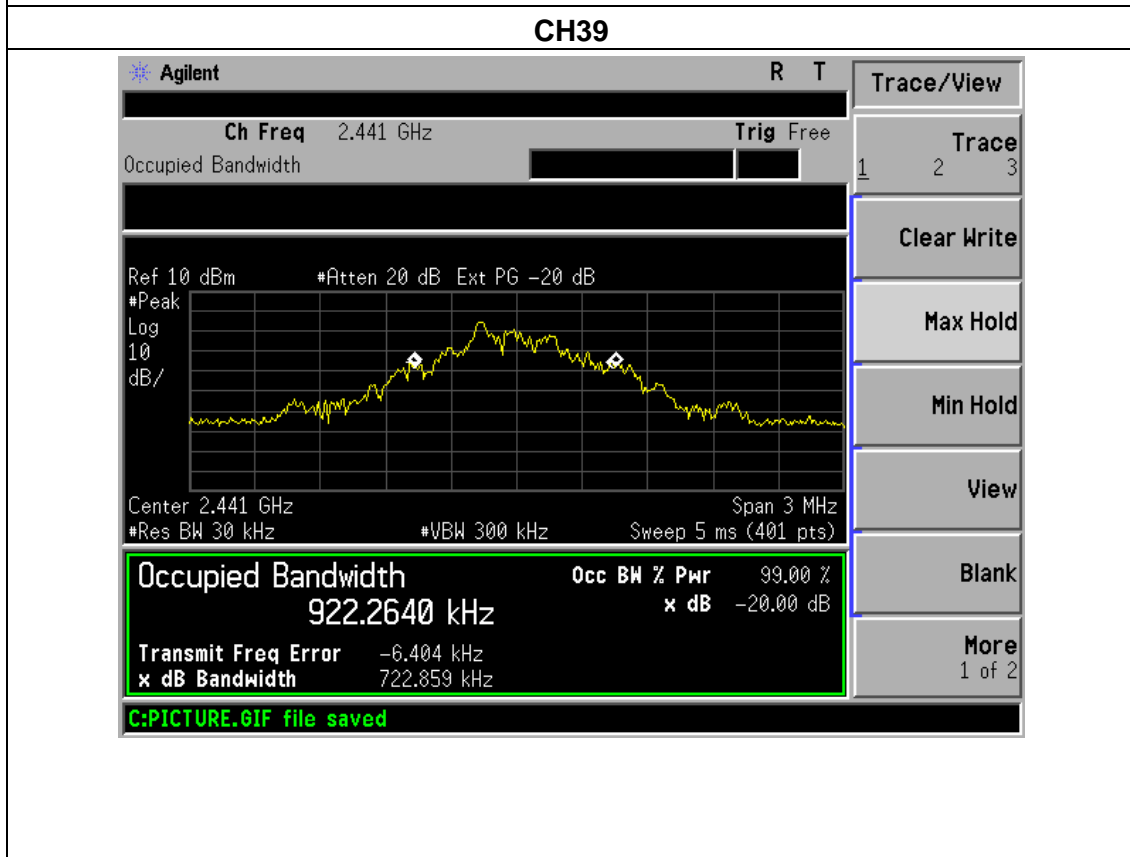 CH39
Agilent R T
Trace/View
Ch Freq 2.441 GHz Trig Free
Occupied Bandwidth
Trace
1 2 3
Clear Write
Ref 10 dBm #Atten 20 dB Ext PG -20 dB
#Peak
Log
10
dB/
Max Hold
Min Hold
View
Center 2.441 GHz Span 3 MHz
#Res BW 30 kHz #VBW 300 kHz Sweep 5 ms (401 pts)
Occupied Bandwidth Occ BW % Pwr 99.00 %
922.2640 kHz x dB -20.00 dB
Blank
Transmit Freq Error -6.404 kHz
x dB Bandwidth 722.859 kHz
More
1 of 2
C:PICTURE.GIF file saved